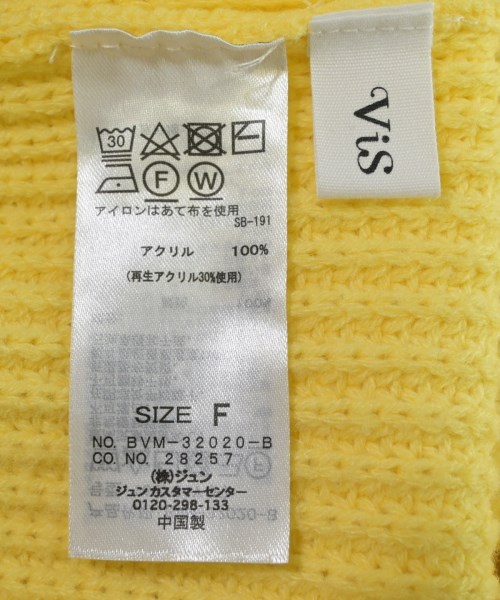 30
F W
アイロンはあて布を使用
SB-191
アクリル 100%
(再生アクリル30%使用)
SIZE F
NO. BVM-32020-B
CO. NO. 28257
(株)ジュン
ジュンカスタマーセンター
0120-298-133
中国製
ViS